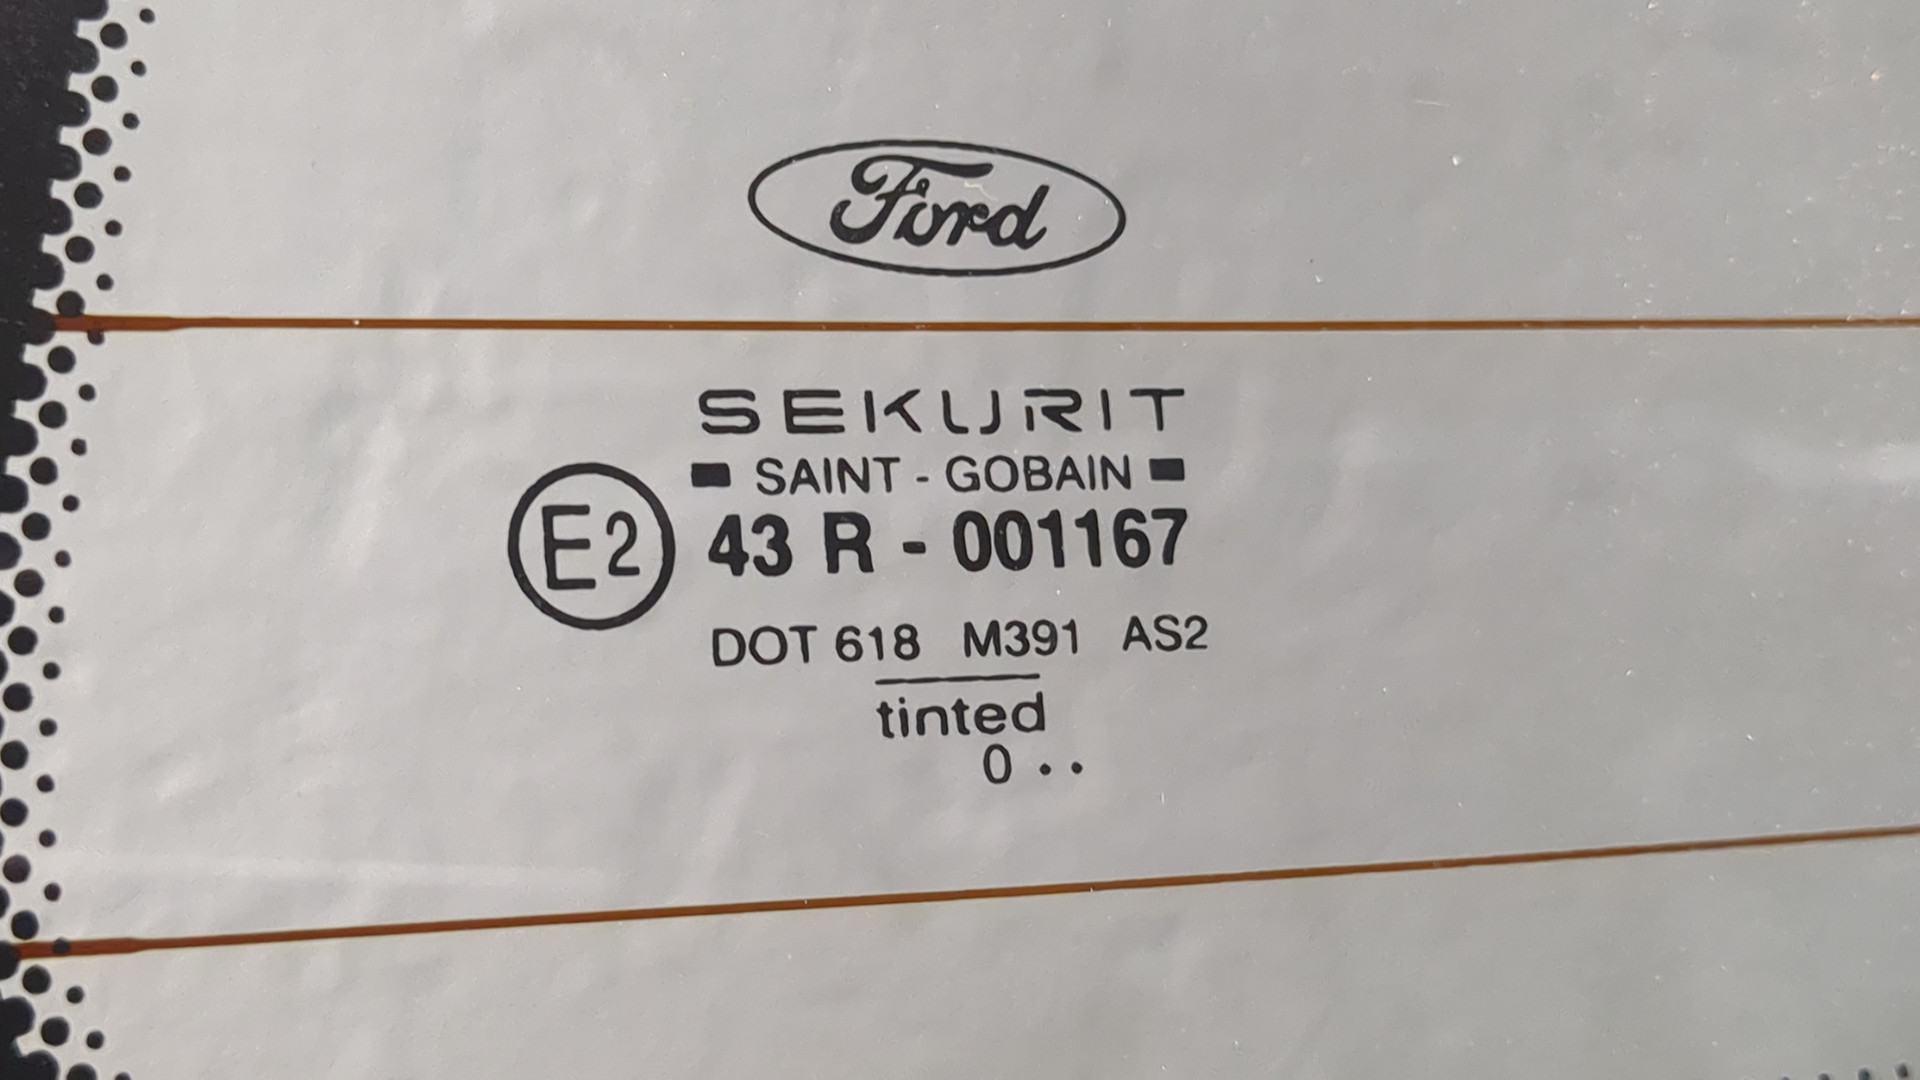 Ford
SEKURIT
SAINT - GOBAIN
E2 43 R - 001167
DOT 618 M391 AS2
tinted
0 . .